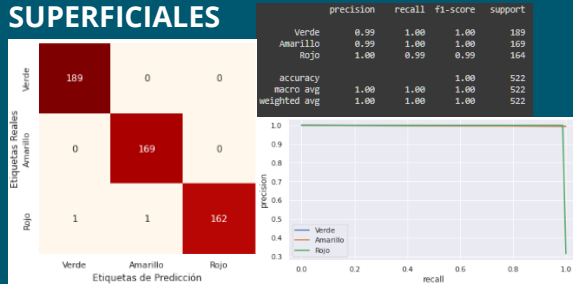 SUPERFICIALES
precision recall f1-score support
Verde 0.99 1.00 1.00 189
Amarillo 0.99 1.00 1.00 169
Rojo 1.00 0.99 0.99 164
accuracy 1.00 522
macro avg 1.00 1.00 1.00 522
weighted avg 1.00 1.00 1.00 522
Etiquetas Reales
Verde
189 0 0
Amarillo
0 169 0
Rojo
1 1 162
Verde Amarillo Rojo
Etiquetas de Predicción
precision
1.0
0.9
0.8
0.7
0.6
0.5
0.4
0.3
Verde
Amarillo
Rojo
0.0 0.2 0.4 0.6 0.8 1.0
recall